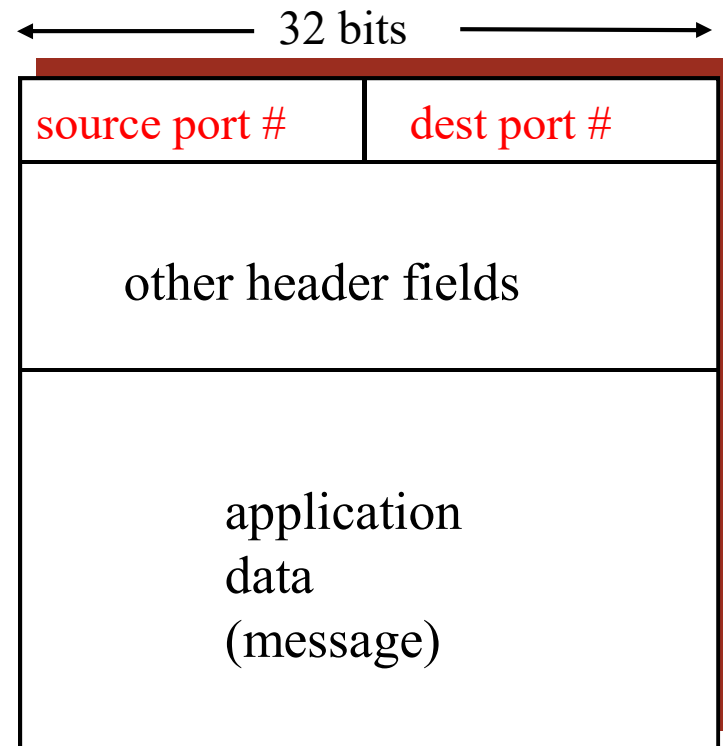 32 bits
source port #
dest port #
other header fields
application
data
(message)